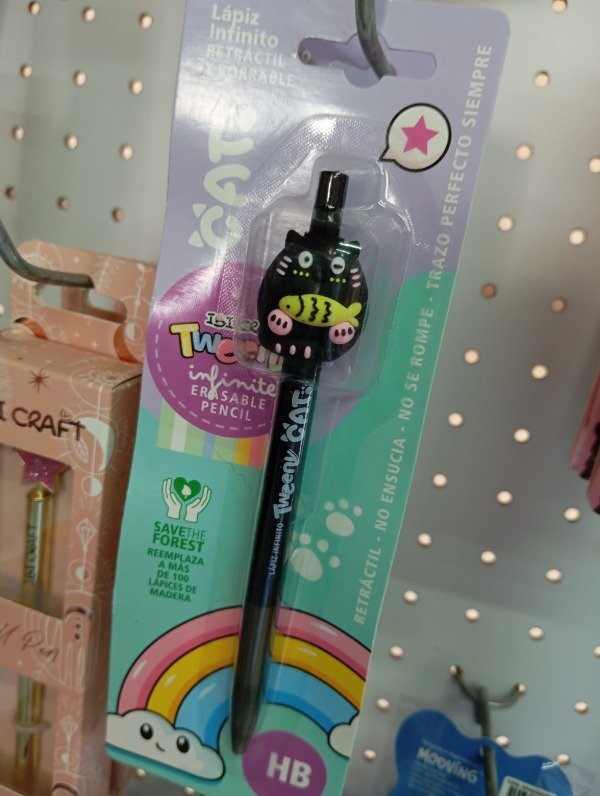 Lápiz
Infinito
RETRÁCTIL
Y BORRABLE
CAT
TRAZO PERFECTO SIEMPRE
RETRÁCTIL - NO ENSUCIA - NO SE ROMPE -
Tweeny
infinite
ERASABLE
PENCIL
LÁPIZ INFINITO Tweeny CAT
SAVE THE
FOREST
REEMPLAZA
A MÁS
DE 100
LÁPICES DE
MADERA
HB
CRAFT
Pen
MOOVING